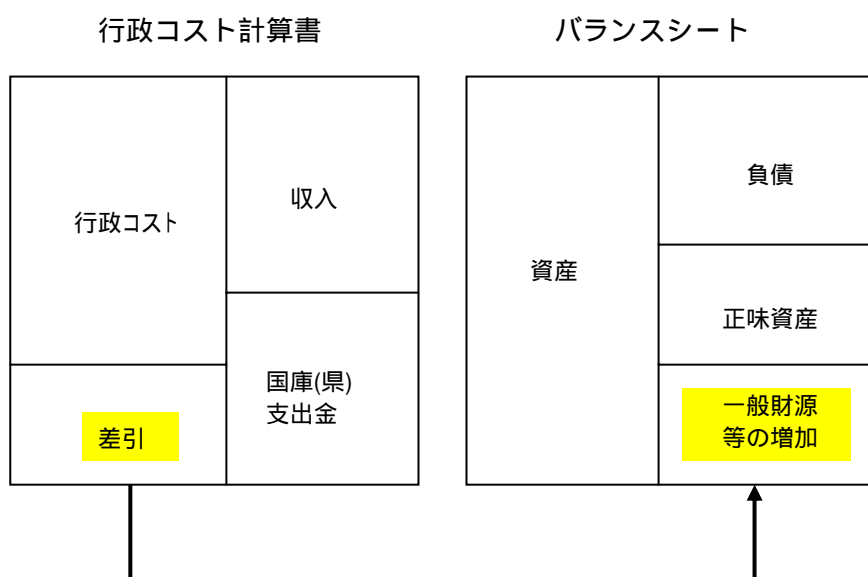 行政コスト計算書
バランスシート
行政コスト
収入
差引
国庫(県)
支出金
資産
負債
正味資産
一般財源
等の増加